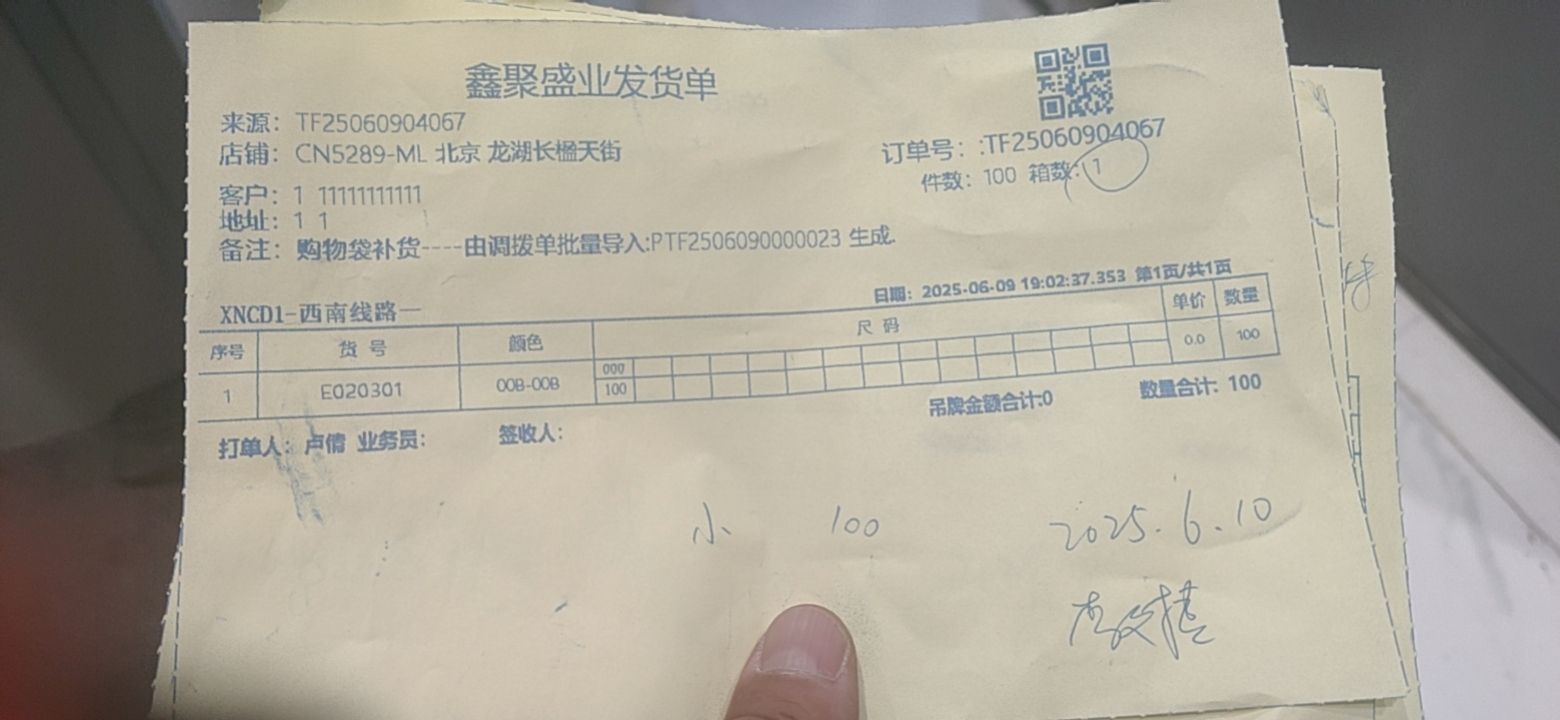 鑫聚盛业发货单
来源: TF25060904067
店铺: CN5289-ML 北京 龙湖长楹天街
订单号: :TF25060904067
件数: 100 箱数: 1
客户: 1 11111111111
地址: 1 1
备注: 购物袋补货----由调拨单批量导入:PTF2506090000023 生成.
XNCD1-西南线路一
日期: 2025-06-09 19:02:37.353 第1页/共1页
序号 货号 颜色 尺码 单价 数量
000
1 E020301 00B-00B 100 0.0 100
吊牌金额合计:0 数量合计: 100
打单人: 卢倩 业务员: 签收人:
小 100 2025.6.10